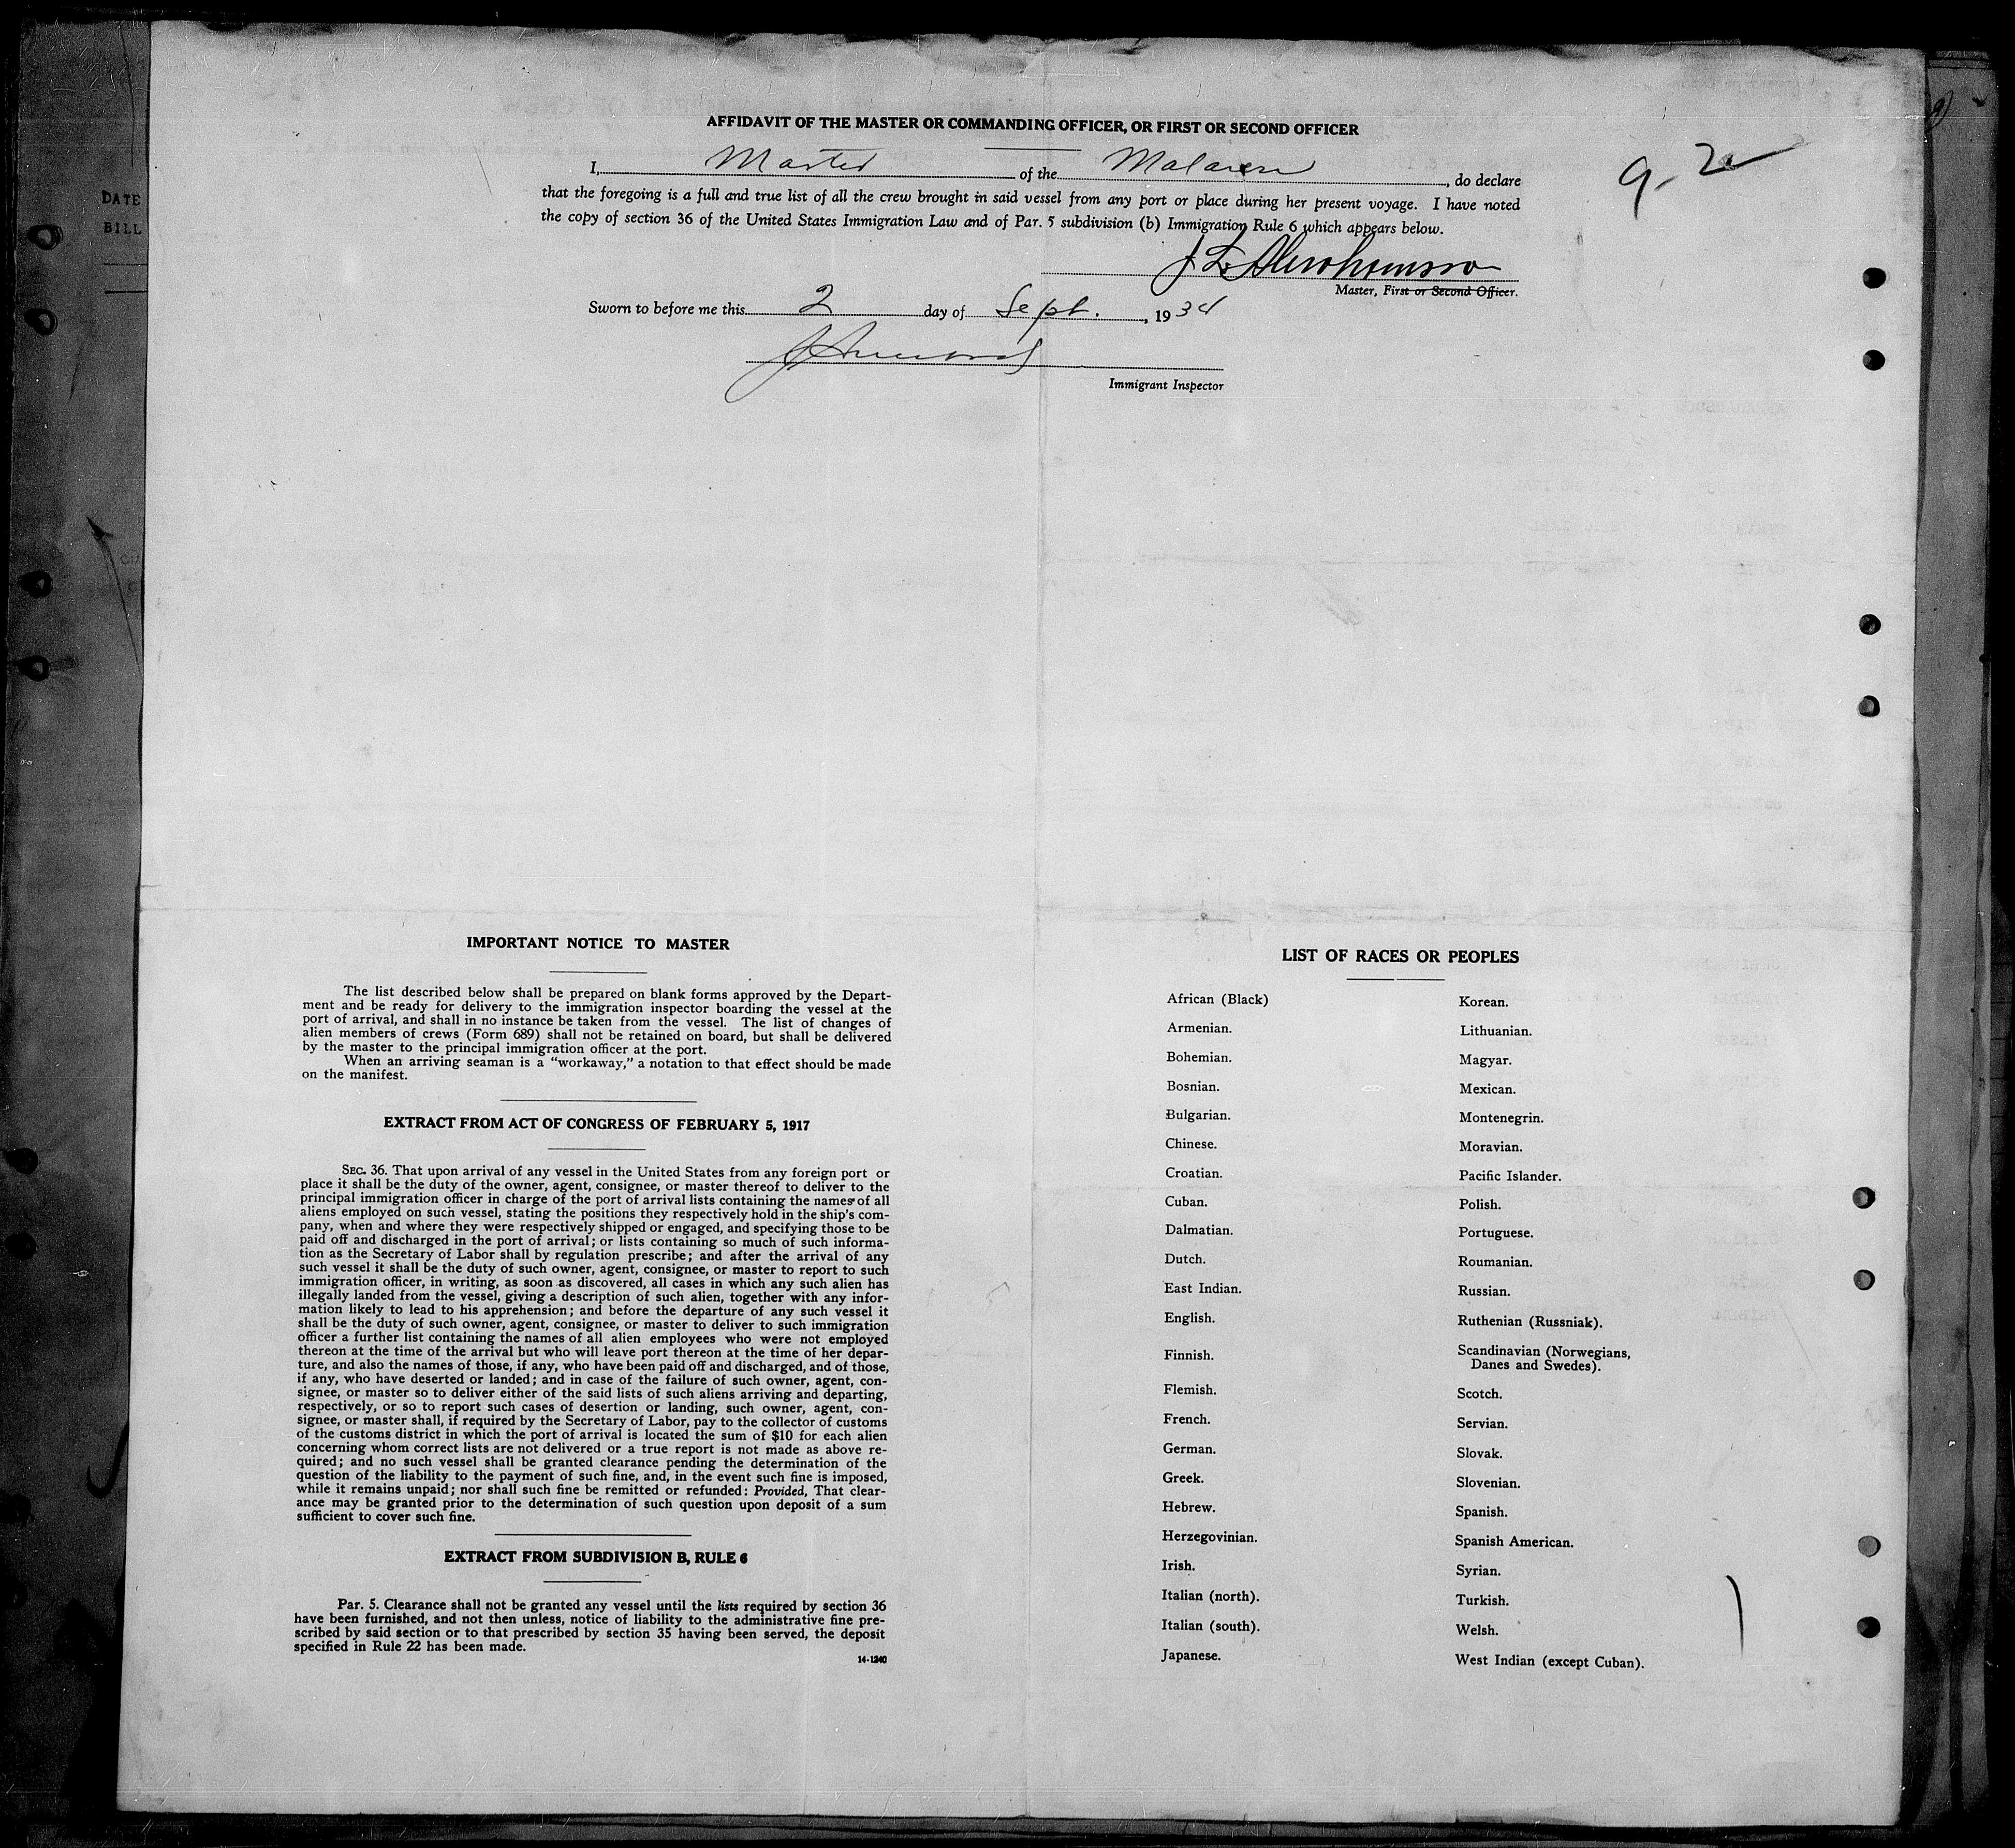 AFFIDAVIT OF THE MASTER OR COMMANDING OFFICER, OR FIRST OR SECOND OFFICER
9-2
I, Master of the Malaren, do declare
that the foregoing is a full and true list of all the crew brought in said vessel from any port or place during her present voyage. I have noted
the copy of section 36 of the United States Immigration Law and of Par. 5 subdivision (b) Immigration Rule 6 which appears below.
Master, First or Second Officer.
Sworn to before me this 2 day of Sept., 1934
Immigrant Inspector
DATE
BILL
IMPORTANT NOTICE TO MASTER
The list described below shall be prepared on blank forms approved by the Depart-
ment and be ready for delivery to the immigration inspector boarding the vessel at the
port of arrival, and shall in no instance be taken from the vessel. The list of changes of
alien members of crews (Form 689) shall not be retained on board, but shall be delivered
by the master to the principal immigration officer at the port.
When an arriving seaman is a "workaway," a notation to that effect should be made
on the manifest.
EXTRACT FROM ACT OF CONGRESS OF FEBRUARY 5, 1917
SEC. 36. That upon arrival of any vessel in the United States from any foreign port or
place it shall be the duty of the owner, agent, consignee, or master thereof to deliver to the
principal immigration officer in charge of the port of arrival lists containing the names of all
aliens employed on such vessel, stating the positions they respectively hold in the ship's com-
pany, when and where they were respectively shipped or engaged, and specifying those to be
paid off and discharged in the port of arrival; or lists containing so much of such informa-
tion as the Secretary of Labor shall by regulation prescribe; and after the arrival of any
such vessel it shall be the duty of such owner, agent, consignee, or master to report to such
immigration officer, in writing, as soon as discovered, all cases in which any such alien has
illegally landed from the vessel, giving a description of such alien, together with any infor-
mation likely to lead to his apprehension; and before the departure of any such vessel it
shall be the duty of such owner, agent, consignee, or master to deliver to such immigration
officer a further list containing the names of all alien employees who were not employed
thereon at the time of the arrival but who will leave port thereon at the time of her depar-
ture, and also the names of those, if any, who have been paid off and discharged, and of those,
if any, who have deserted or landed; and in case of the failure of such owner, agent, con-
signee, or master so to deliver either of the said lists of such aliens arriving and departing,
respectively, or so to report such cases of desertion or landing, such owner, agent, con-
signee, or master shall, if required by the Secretary of Labor, pay to the collector of customs
of the customs district in which the port of arrival is located the sum of $10 for each alien
concerning whom correct lists are not delivered or a true report is not made as above re-
quired; and no such vessel shall be granted clearance pending the determination of the
question of the liability to the payment of such fine, and, in the event such fine is imposed,
while it remains unpaid; nor shall such fine be remitted or refunded: Provided, That clear-
ance may be granted prior to the determination of such question upon deposit of a sum
sufficient to cover such fine.
EXTRACT FROM SUBDIVISION B, RULE 6
Par. 5. Clearance shall not be granted any vessel until the lists required by section 36
have been furnished, and not then unless, notice of liability to the administrative fine pre-
scribed by said section or to that prescribed by section 35 having been served, the deposit
specified in Rule 22 has been made.
14-1240
LIST OF RACES OR PEOPLES
African (Black)
Armenian.
Bohemian.
Bosnian.
Bulgarian.
Chinese.
Croatian.
Cuban.
Dalmatian.
Dutch.
East Indian.
English.
Finnish.
Flemish.
French.
German.
Greek.
Hebrew.
Herzegovinian.
Irish.
Italian (north).
Italian (south).
Japanese.
Korean.
Lithuanian.
Magyar.
Mexican.
Montenegrin.
Moravian.
Pacific Islander.
Polish.
Portuguese.
Roumanian.
Russian.
Ruthenian (Russniak).
Scandinavian (Norwegians,
Danes and Swedes).
Scotch.
Servian.
Slovak.
Slovenian.
Spanish.
Spanish American.
Syrian.
Turkish.
Welsh.
West Indian (except Cuban).